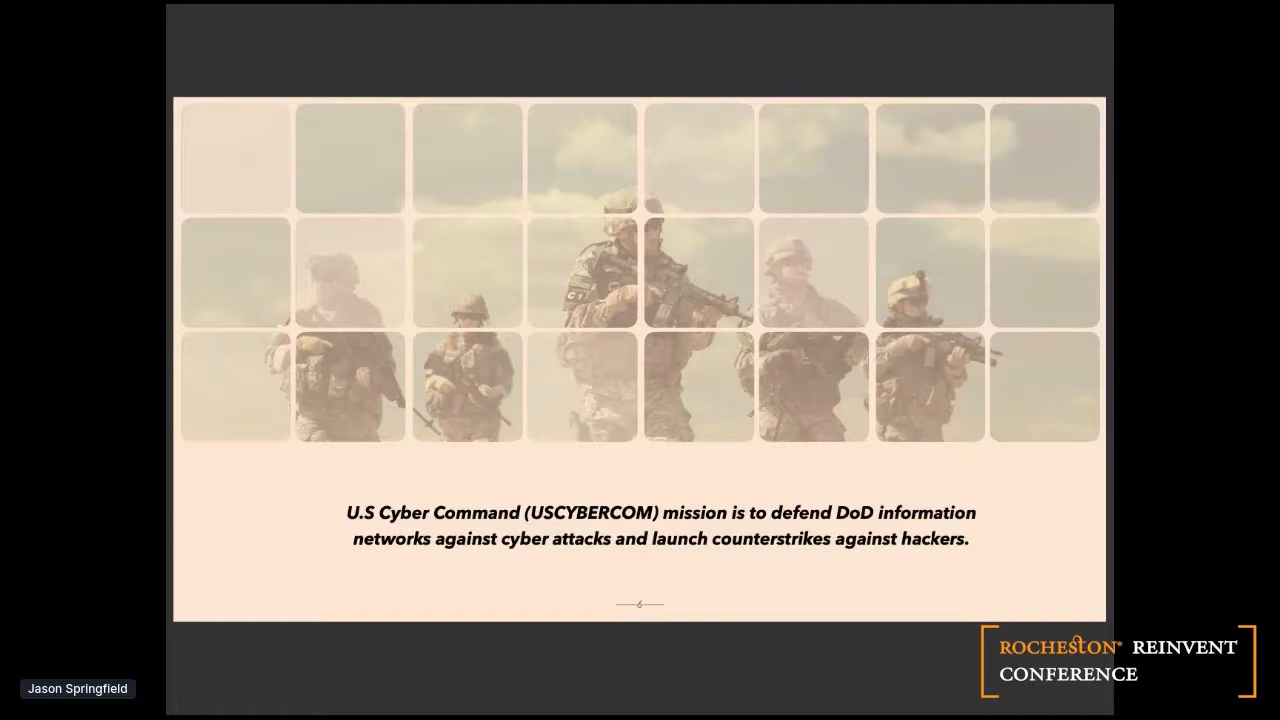 U.S Cyber Command (USCYBERCOM) mission is to defend DoD information
networks against cyber attacks and launch counterstrikes against hackers.
6
ROCHESTON® REINVENT
CONFERENCE
Jason Springfield